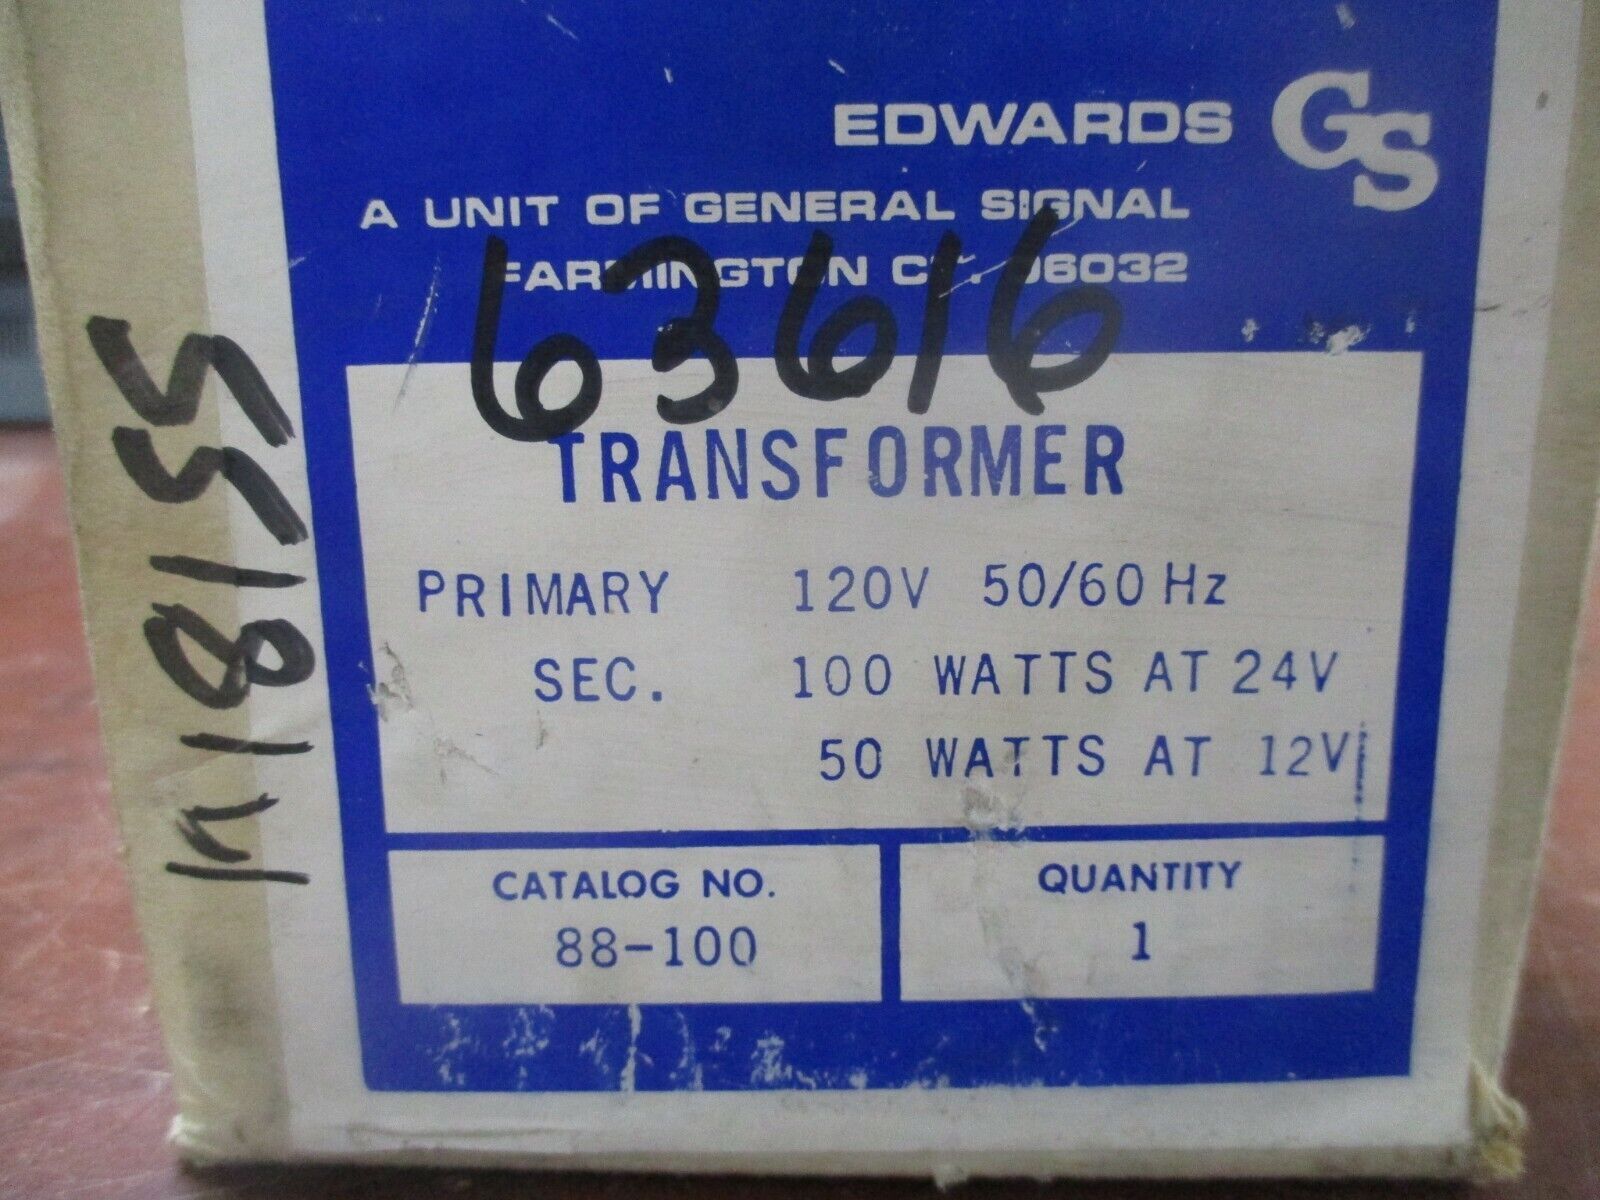 EDWARDS GS
A UNIT OF GENERAL SIGNAL
FARMINGTON CT. 06032
63616
TRANSFORMER
PRIMARY 120V 50/60 Hz
SEC. 100 WATTS AT 24V
50 WATTS AT 12V
CATALOG NO.
88-100
QUANTITY
1
M18155